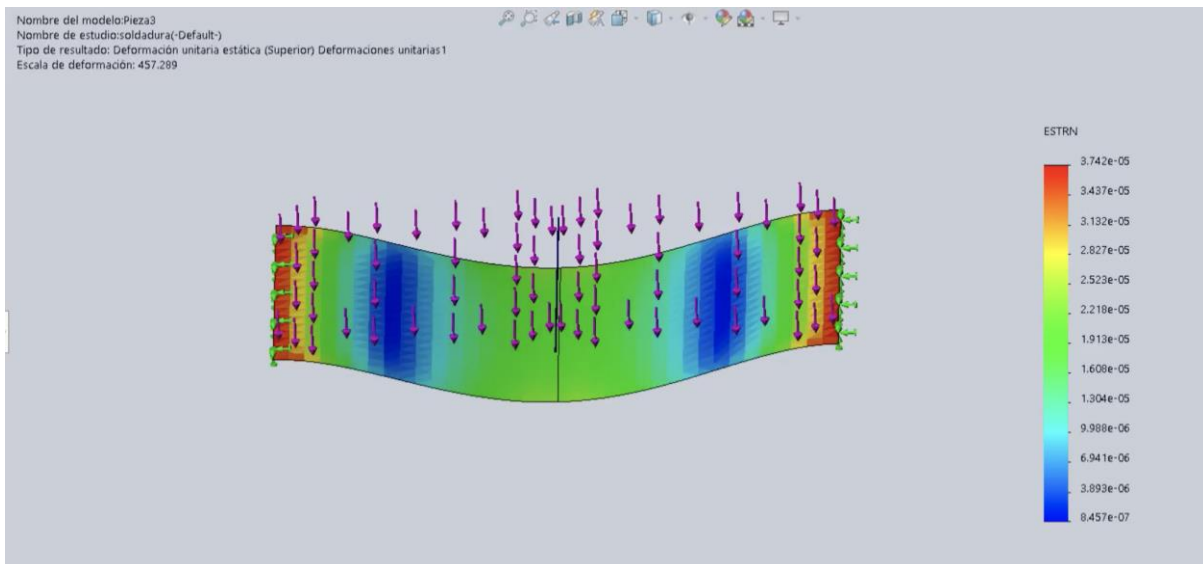 Nombre del modelo:Pieza3
Nombre de estudio:soldadura(-Default-)
Tipo de resultado: Deformación unitaria estática (Superior) Deformaciones unitarias1
Escala de deformación: 457.289
ESTRN
3.742e-05
3.437e-05
3.132e-05
2.827e-05
2.523e-05
2.218e-05
1.913e-05
1.608e-05
1.304e-05
9.988e-06
6.941e-06
3.893e-06
8.457e-07